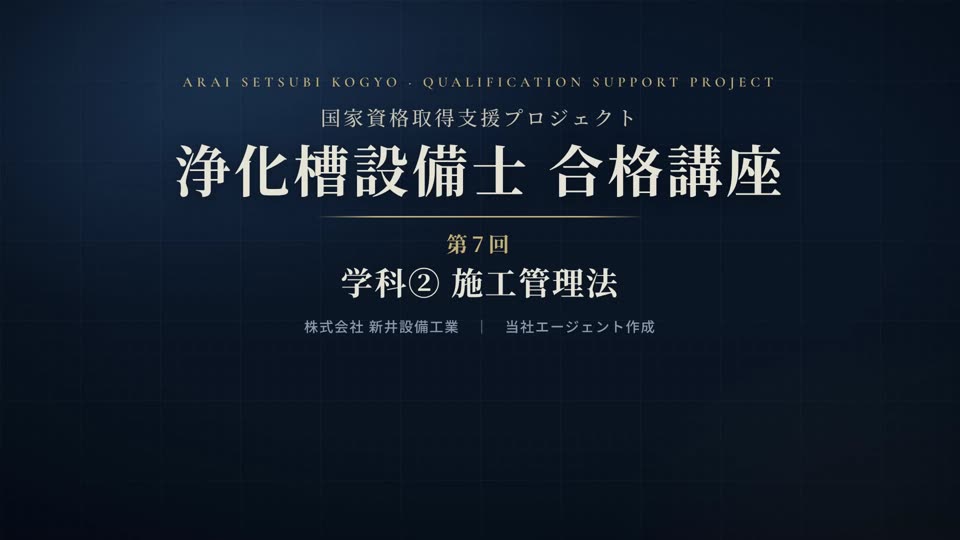 ARAI SETSUBI KOGYO · QUALIFICATION SUPPORT PROJECT
国家資格取得支援プロジェクト
浄化槽設備士 合格講座
第7回
学科② 施工管理法
株式会社 新井設備工業 | 当社エージェント作成